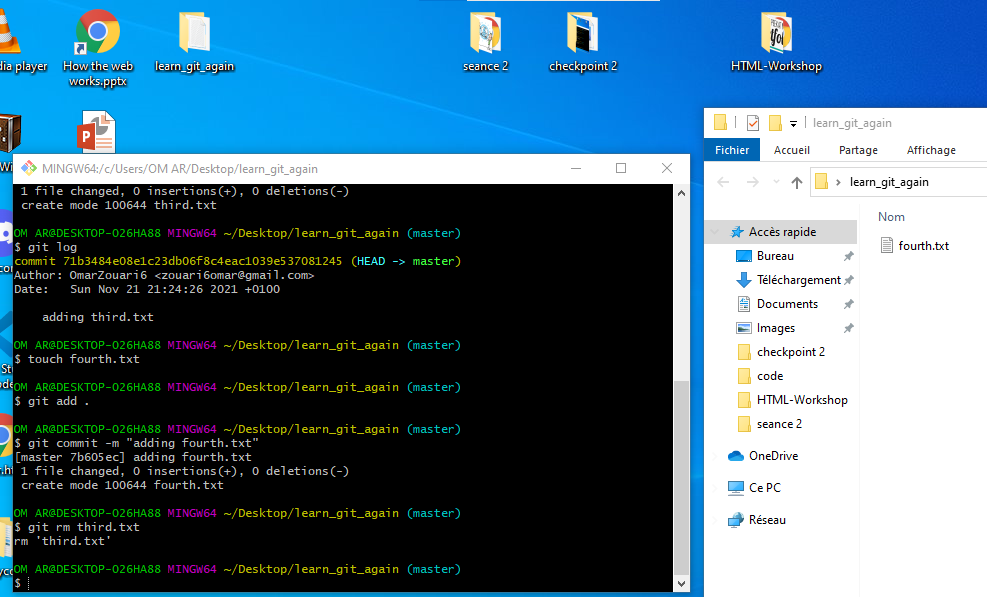 dia player
How the web
works.pptx
learn_git_again
seance 2
checkpoint 2
HTML-Workshop
MINGW64:/c/Users/OM AR/Desktop/learn_git_again
1 file changed, 0 insertions(+), 0 deletions(-)
create mode 100644 third.txt
OM AR@DESKTOP-O26HA88 MINGW64 ~/Desktop/learn_git_again (master)
$ git log
commit 71b3484e08e1c23db06f8c4eac1039e537081245 (HEAD -> master)
Author: OmarZouari6 <zouari6omar@gmail.com>
Date: Sun Nov 21 21:24:26 2021 +0100
adding third.txt
OM AR@DESKTOP-O26HA88 MINGW64 ~/Desktop/learn_git_again (master)
$ touch fourth.txt
OM AR@DESKTOP-O26HA88 MINGW64 ~/Desktop/learn_git_again (master)
$ git add .
OM AR@DESKTOP-O26HA88 MINGW64 ~/Desktop/learn_git_again (master)
$ git commit -m "adding fourth.txt"
[master 7b605ec] adding fourth.txt
1 file changed, 0 insertions(+), 0 deletions(-)
create mode 100644 fourth.txt
OM AR@DESKTOP-O26HA88 MINGW64 ~/Desktop/learn_git_again (master)
$ git rm third.txt
rm 'third.txt'
OM AR@DESKTOP-O26HA88 MINGW64 ~/Desktop/learn_git_again (master)
$
learn_git_again
Fichier Accueil Partage Affichage
learn_git_again
Nom
fourth.txt
Accès rapide
Bureau
Téléchargement
Documents
Images
checkpoint 2
code
HTML-Workshop
seance 2
OneDrive
Ce PC
Réseau